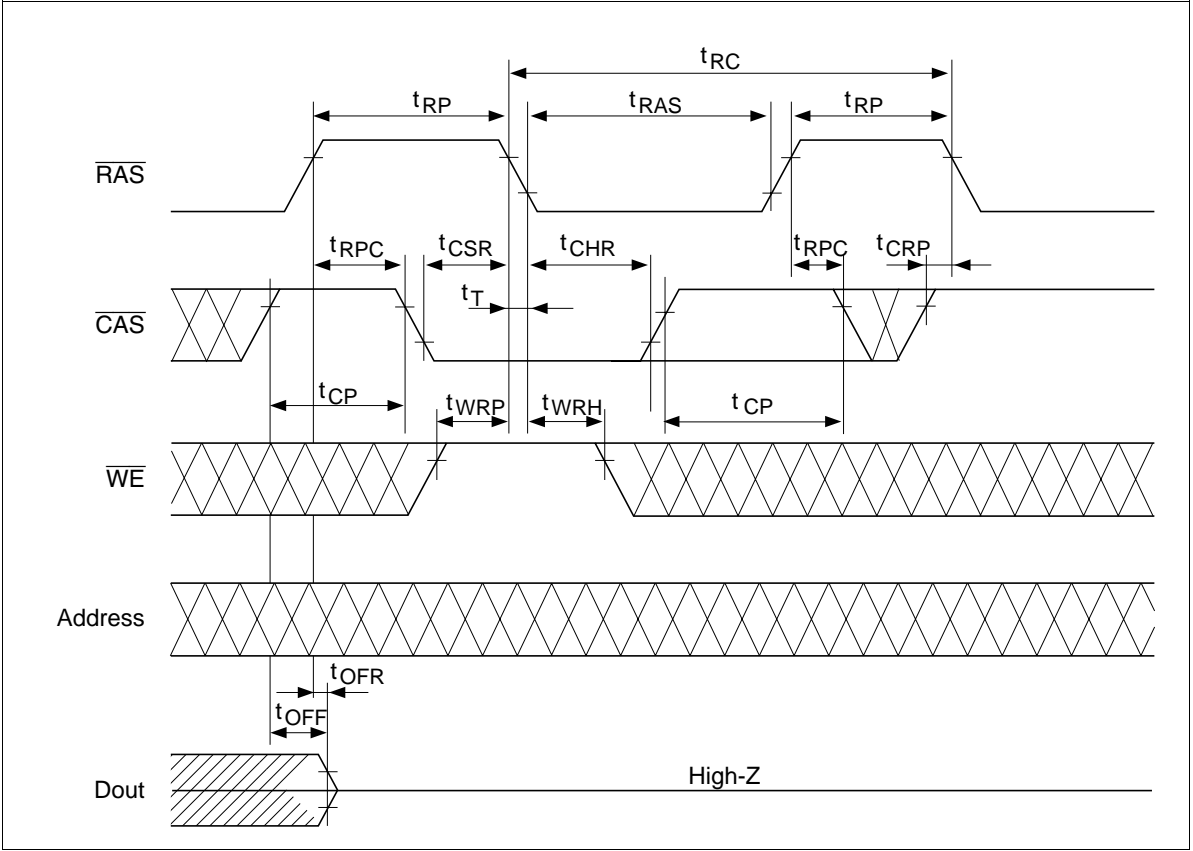 tRC
tRP tRAS tRP
RAS
tRPC tCSR tCHR tRPC tCRP
tT
CAS
tCP tWRP tWRH tCP
WE
Address
tOFR
tOFF
High-Z
Dout